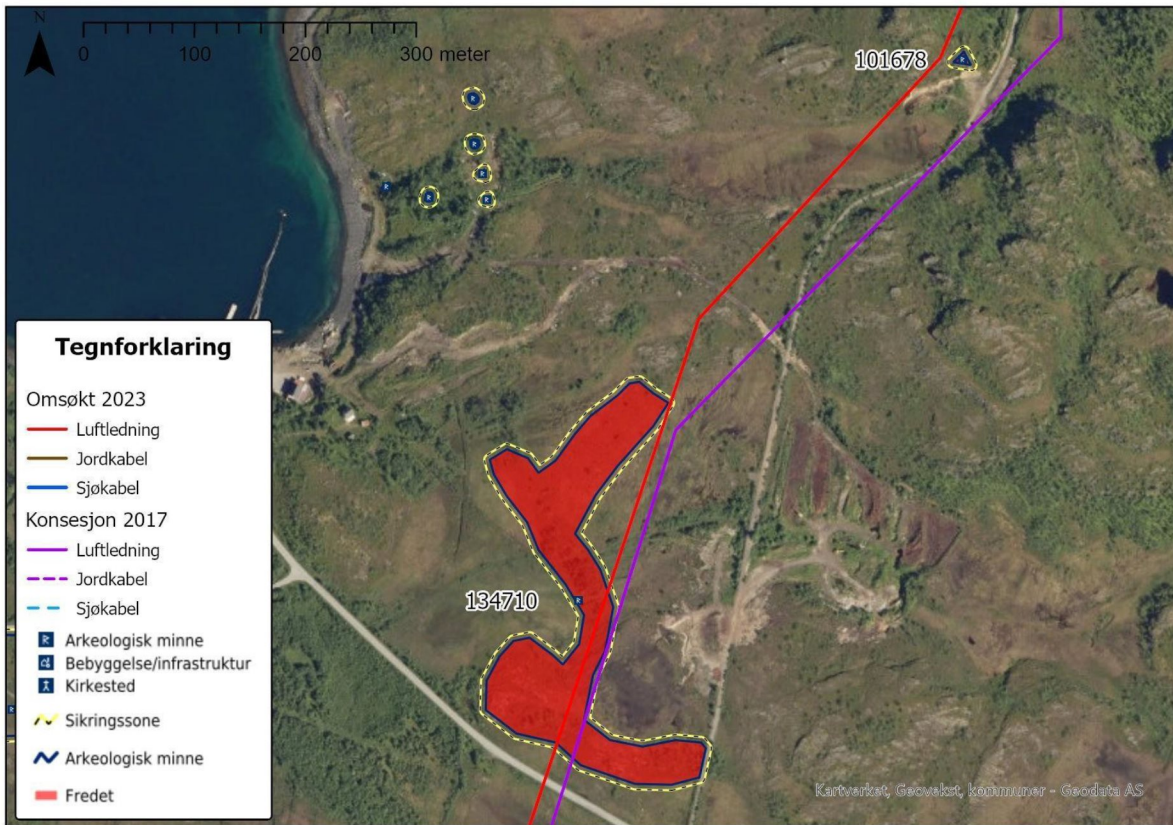 N
0 100 200 300 meter
101678
134710
Tegnforklaring
Omsøkt 2023
Luftledning
Jordkabel
Sjøkabel
Konsesjon 2017
Luftledning
Jordkabel
Sjøkabel
R Arkeologisk minne
Bebyggelse/infrastruktur
Kirkested
Sikringssone
Arkeologisk minne
Fredet
Kartverket, Geovekst, kommuner - Geodata AS